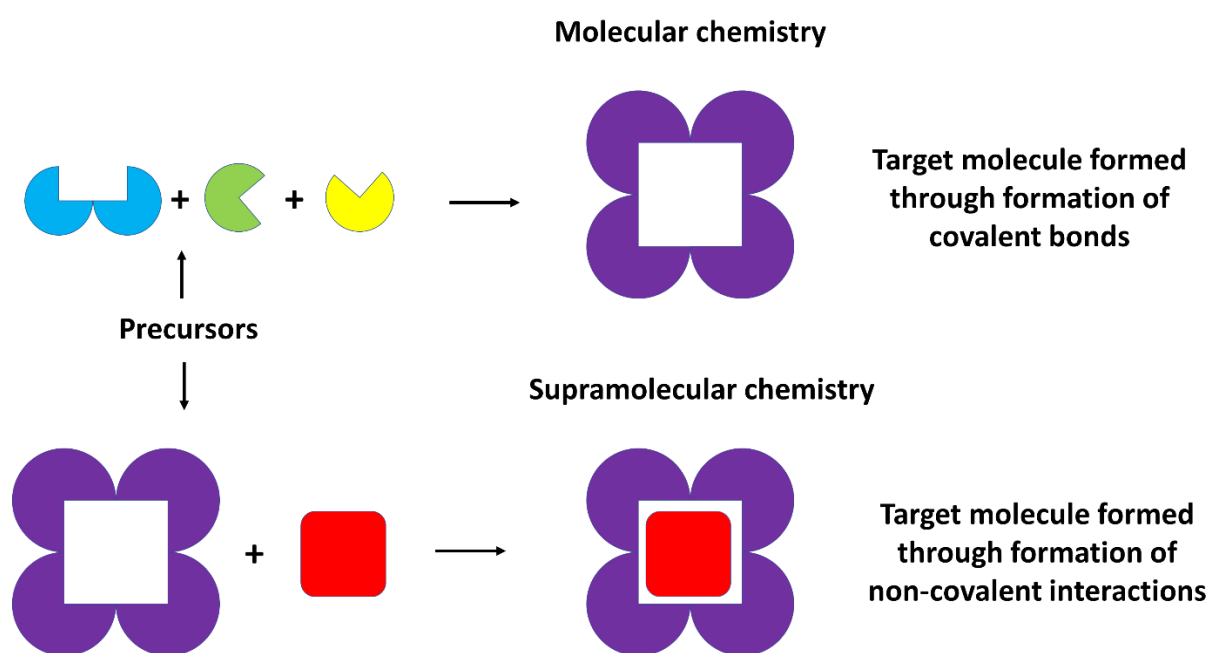 Molecular chemistry
+ +
Target molecule formed
through formation of
covalent bonds
Precursors
Supramolecular chemistry
+
Target molecule formed
through formation of
non-covalent interactions